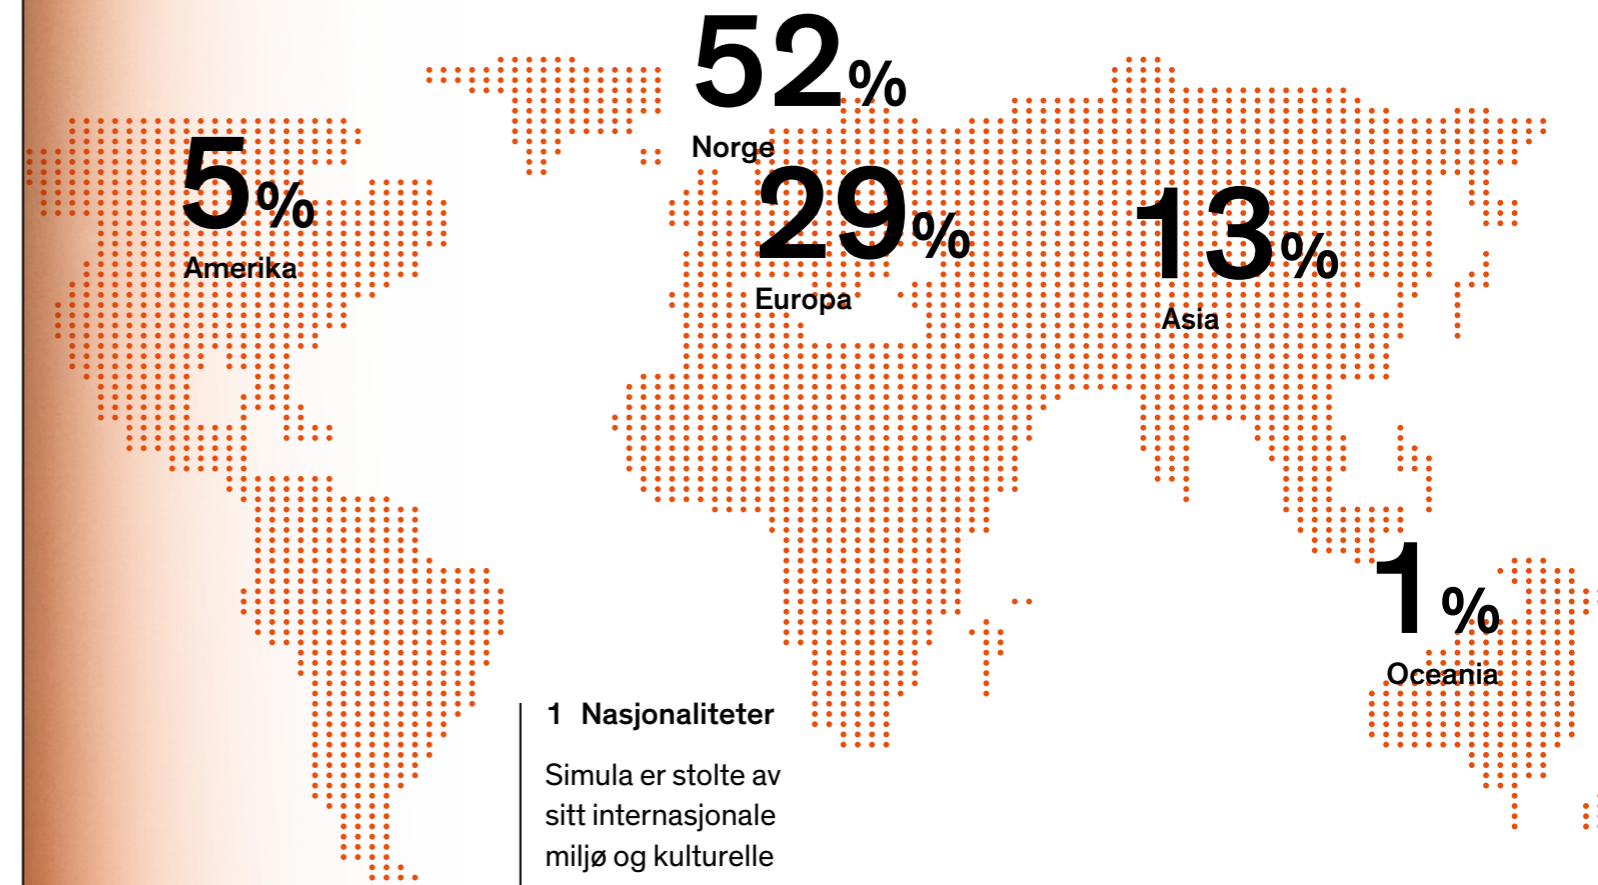 52%
Norge
5%
Amerika
29%
Europa
13%
Asia
1%
Oceania
1 Nasjonaliteter
Simula er stolte av
sitt internasjonale
miljø og kulturelle